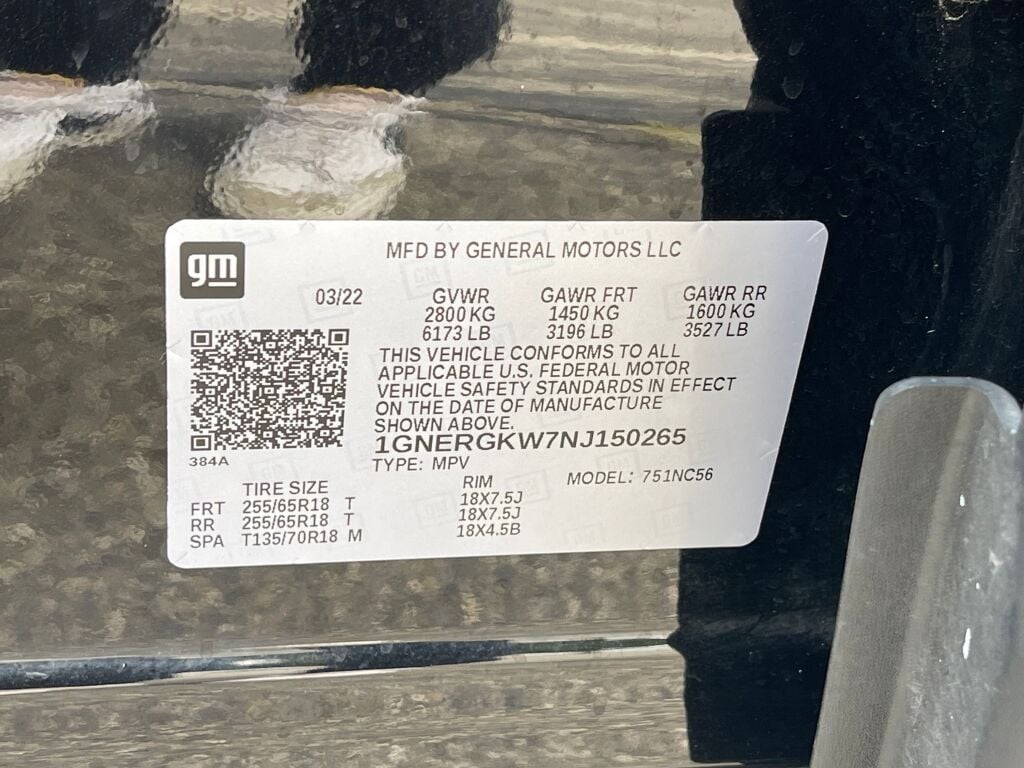 gm
MFD BY GENERAL MOTORS LLC
03/22 GVWR GAWR FRT GAWR RR
2800 KG 1450 KG 1600 KG
6173 LB 3196 LB 3527 LB
THIS VEHICLE CONFORMS TO ALL
APPLICABLE U.S. FEDERAL MOTOR
VEHICLE SAFETY STANDARDS IN EFFECT
ON THE DATE OF MANUFACTURE
SHOWN ABOVE.
1GNERGKW7NJ150265
384A
TYPE: MPV
MODEL: 751NC56
TIRE SIZE RIM
FRT 255/65R18 T 18X7.5J
RR 255/65R18 T 18X7.5J
SPA T135/70R18 M 18X4.5B